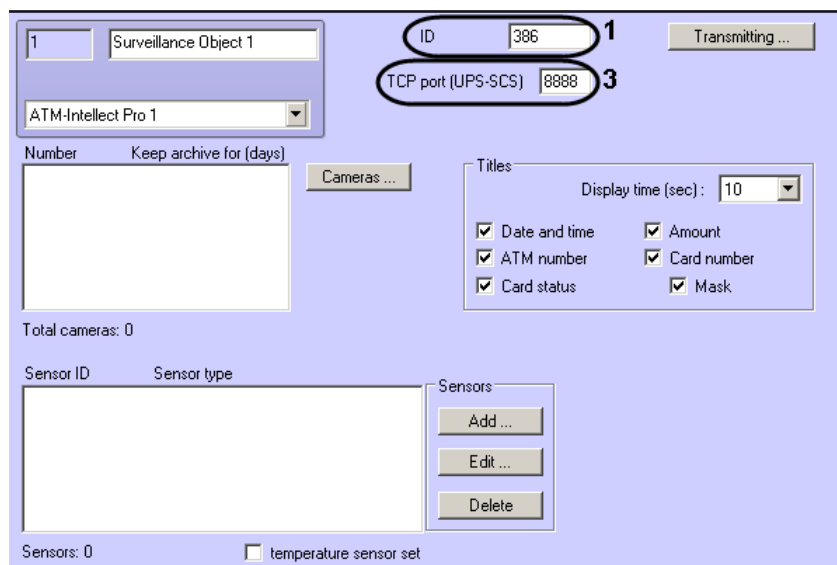 1 Surveillance Object 1
ID 386 1
Transmitting ...
TCP port (UPS-SCS) 8888 3
ATM-Intellect Pro 1
Number Keep archive for (days)
Cameras ...
Titles
Display time (sec) : 10
Date and time Amount
ATM number Card number
Card status Mask
Total cameras: 0
Sensor ID Sensor type
Sensors
Add ...
Edit ...
Delete
Sensors: 0 temperature sensor set